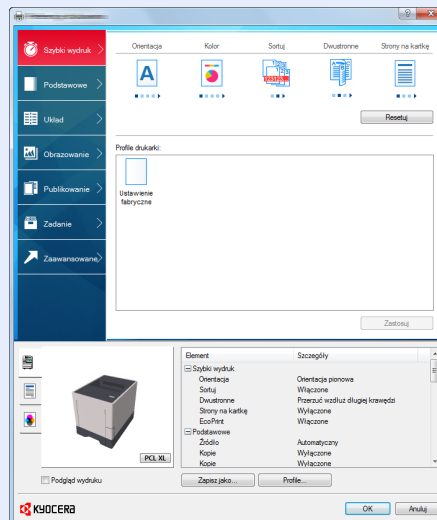 Szybki wydruk
Podstawowe
Układ
Obrazowanie
Publikowanie
Zadanie
Zaawansowane
Orientacja Kolor Sortuj Dwustronne Strony na kartkę
A
123123
Resetuj
Profile drukarki:
Ustawienie
fabryczne
Zastosuj
PCL XL
Podgląd wydruku
Element Szczegóły
Szybki wydruk
Orientacja Orientacja pionowa
Sortuj Włączone
Dwustronne Przerzuć wzdłuż długiej krawędzi
Strony na kartkę Wyłączone
EcoPrint Wyłączone
Podstawowe
Źródło Automatyczny
Kopie Wyłączone
Kopie Wyłączone
Zapisz jako... Profile...
KYOCERA
OK Anuluj